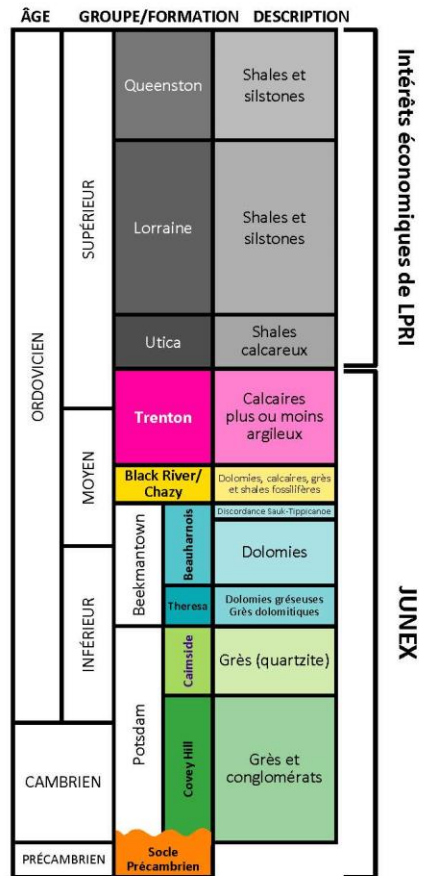 ÂGE GROUPE/FORMATION DESCRIPTION
ORDOVICIEN
SUPÉRIEUR
Queenston
Shales et
silstones
Lorraine
Shales et
silstones
Utica
Shales
calcareux
Intérêts économiques de LPRI
Trenton
Calcaires
plus ou moins
argileux
MOYEN
Black River/
Chazy
Dolomies, calcaires, grès
et shales fossilifères
Discordance Sauk-Tippicanoe
Beekmantown
Beauharnois
Dolomies
Theresa
Dolomies gréseuses
Grès dolomitiques
INFÉRIEUR
Potsdam
Cairnside
Grès (quartzite)
Covey Hill
Grès et
conglomérats
JUNEX
CAMBRIEN
PRÉCAMBRIEN
Socle
Précambrien